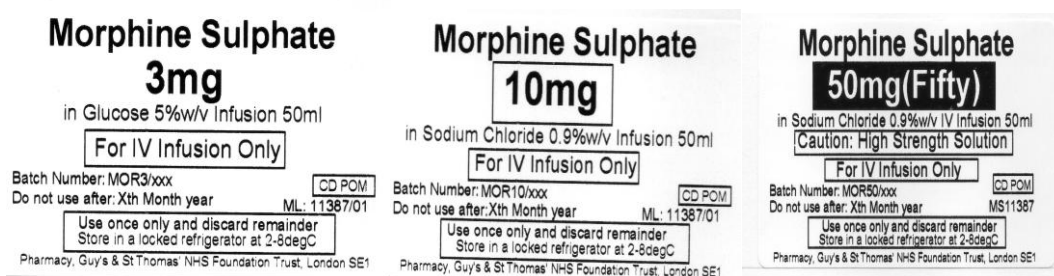 Morphine Sulphate
3mg
in Glucose 5%w/v Infusion 50ml
For IV Infusion Only
Batch Number: MOR3/xxx
CD POM
Do not use after: Xth Month year
ML: 11387/01
Use once only and discard remainder
Store in a locked refrigerator at 2-8degC
Pharmacy, Guy's & St Thomas' NHS Foundation Trust, London SE1
Morphine Sulphate
10mg
in Sodium Chloride 0.9%w/v Infusion 50ml
For IV Infusion Only
Batch Number: MOR10/xxx
CD POM
Do not use after: Xth Month year
ML: 11387/01
Use once only and discard remainder
Store in a locked refrigerator at 2-8degC
Pharmacy, Guy's & St Thomas' NHS Foundation Trust, London SE1
Morphine Sulphate
50mg(Fifty)
in Sodium Chloride 0.9%w/v IV Infusion 50ml
Caution: High Strength Solution
For IV Infusion Only
Batch Number: MOR50/xxx
CD POM
Do not use after: Xth Month year
MS11387
Use once only and discard remainder
Store in a locked refrigerator at 2-8degC
Pharmacy, Guy's & St Thomas' NHS Foundation Trust, London SE1